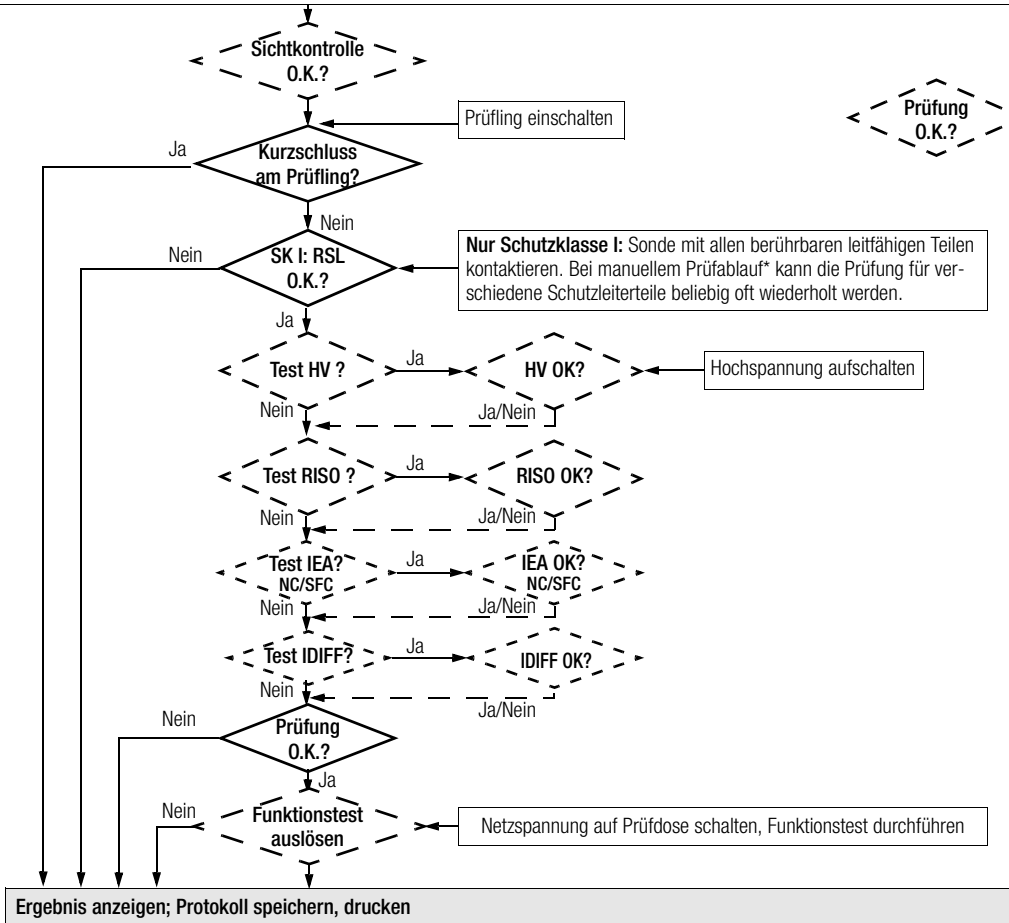 Sichtkontrolle
O.K.?
Prüfling einschalten
Prüfung
O.K.?
Ja
Kurzschluss
am Prüfling?
Nein
Nein
SK I: RSL
O.K.?
Nur Schutzklasse I: Sonde mit allen berührbaren leitfähigen Teilen
kontaktieren. Bei manuellem Prüfablauf* kann die Prüfung für ver-
schiedene Schutzleiterteile beliebig oft wiederholt werden.
Ja
Test HV ?
Ja
HV OK?
Hochspannung aufschalten
Nein
Ja/Nein
Test RISO ?
Ja
RISO OK?
Nein
Ja/Nein
Test IEA?
NC/SFC
Ja
IEA OK?
NC/SFC
Nein
Ja/Nein
Test IDIFF?
Ja
IDIFF OK?
Nein
Ja/Nein
Nein
Prüfung
O.K.?
Ja
Nein
Funktionstest
auslösen
Netzspannung auf Prüfdose schalten, Funktionstest durchführen
Ergebnis anzeigen; Protokoll speichern, drucken